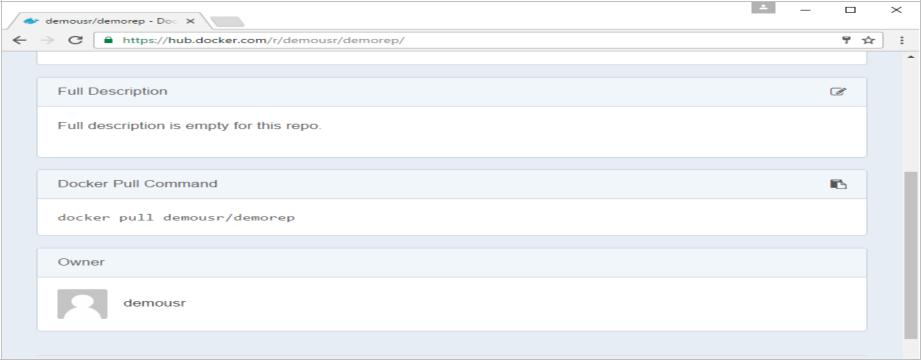 demousr/demorep - Doc
https://hub.docker.com/r/demousr/demorep/
Full Description
Full description is empty for this repo.
Docker Pull Command
docker pull demousr/demorep
Owner
demousr